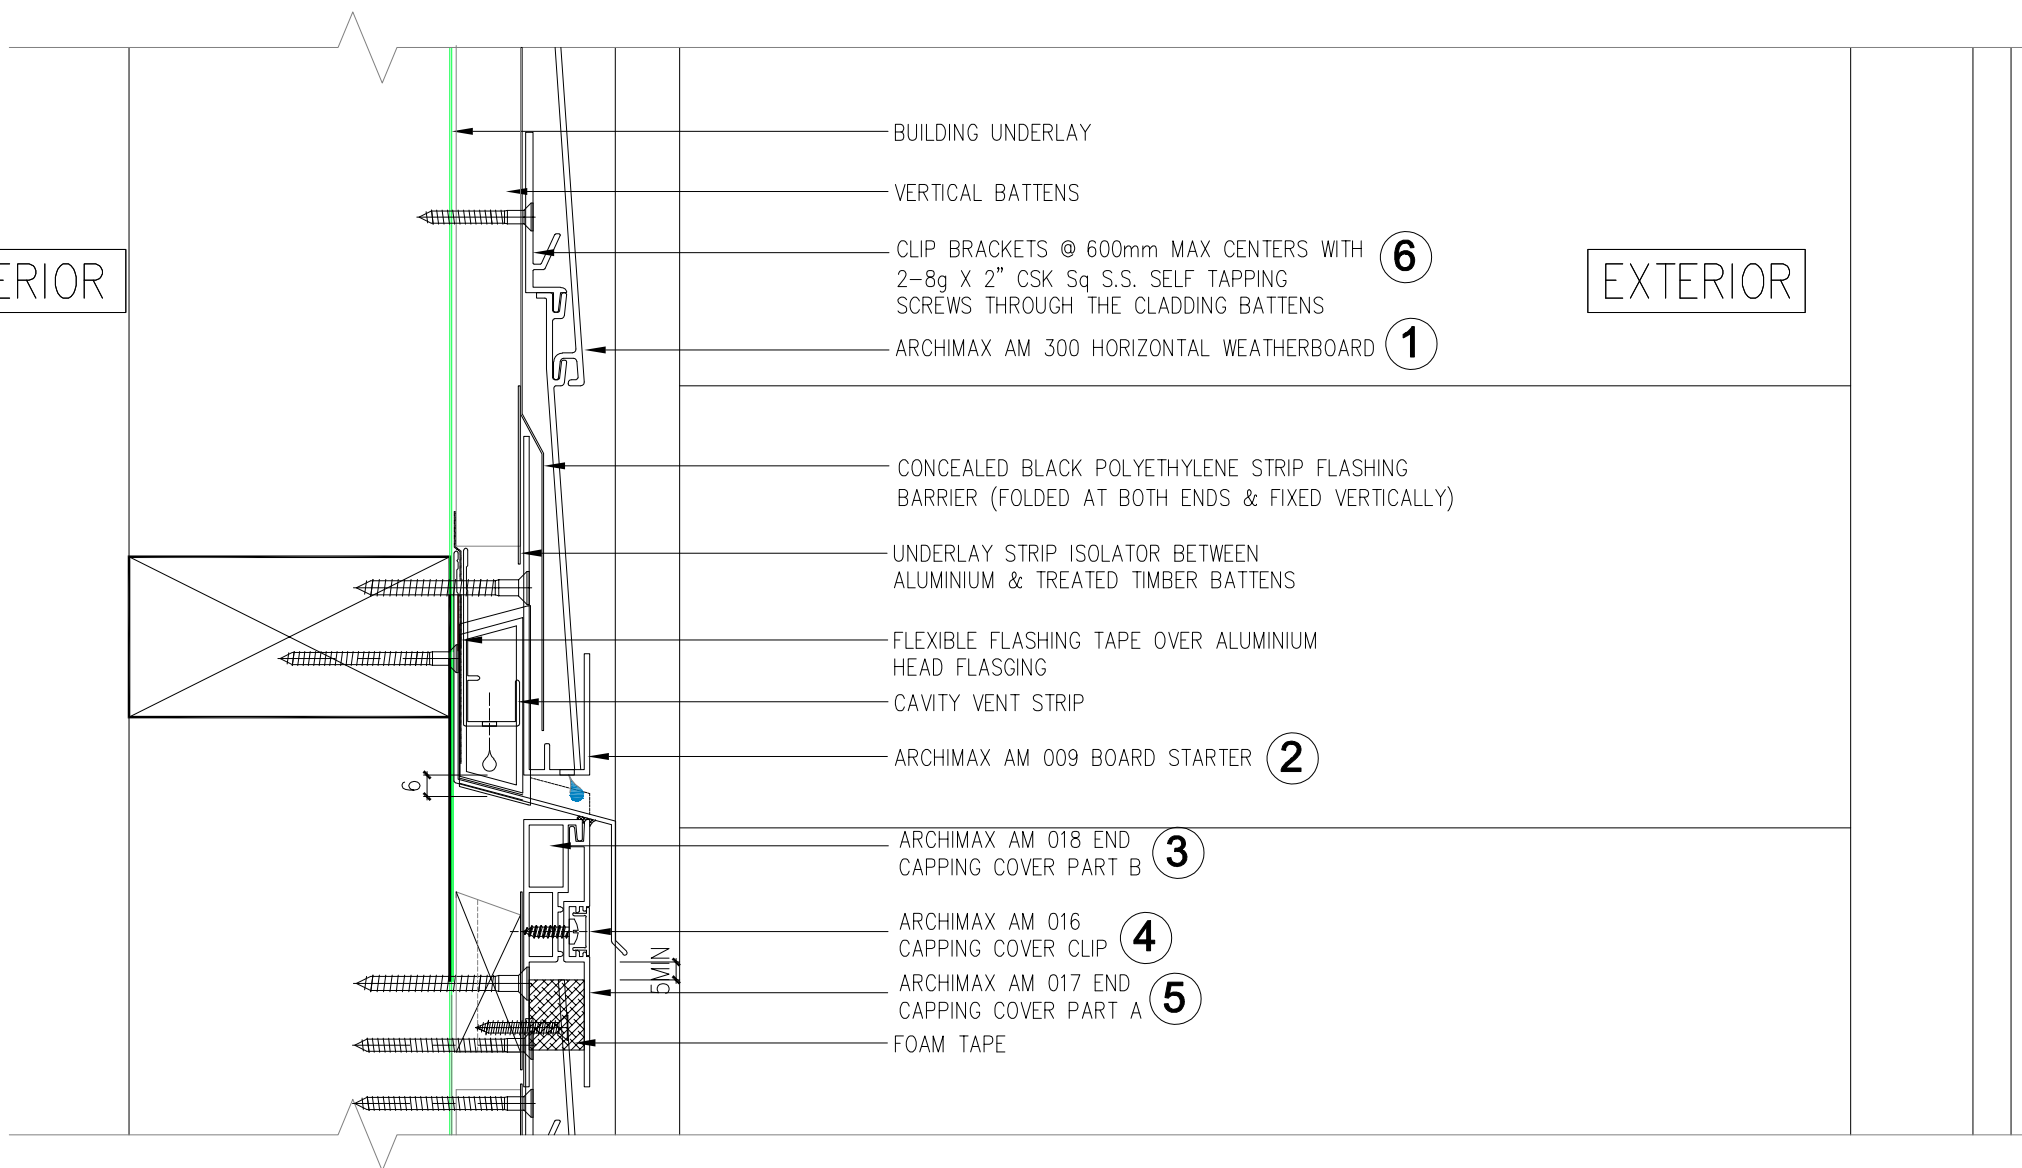 BUILDING UNDERLAY
VERTICAL BATTENS
CLIP BRACKETS @ 600mm MAX CENTERS WITH
2-8g X 2" CSK Sq S.S. SELF TAPPING
SCREWS THROUGH THE CLADDING BATTENS
6
ERIOR
EXTERIOR
ARCHIMAX AM 300 HORIZONTAL WEATHERBOARD
1
CONCEALED BLACK POLYETHYLENE STRIP FLASHING
BARRIER (FOLDED AT BOTH ENDS & FIXED VERTICALLY)
UNDERLAY STRIP ISOLATOR BETWEEN
ALUMINIUM & TREATED TIMBER BATTENS
FLEXIBLE FLASHING TAPE OVER ALUMINIUM
HEAD FLASGING
CAVITY VENT STRIP
ARCHIMAX AM 009 BOARD STARTER
2
6
ARCHIMAX AM 018 END
CAPPING COVER PART B
3
ARCHIMAX AM 016
CAPPING COVER CLIP
4
5MIN
ARCHIMAX AM 017 END
CAPPING COVER PART A
5
FOAM TAPE